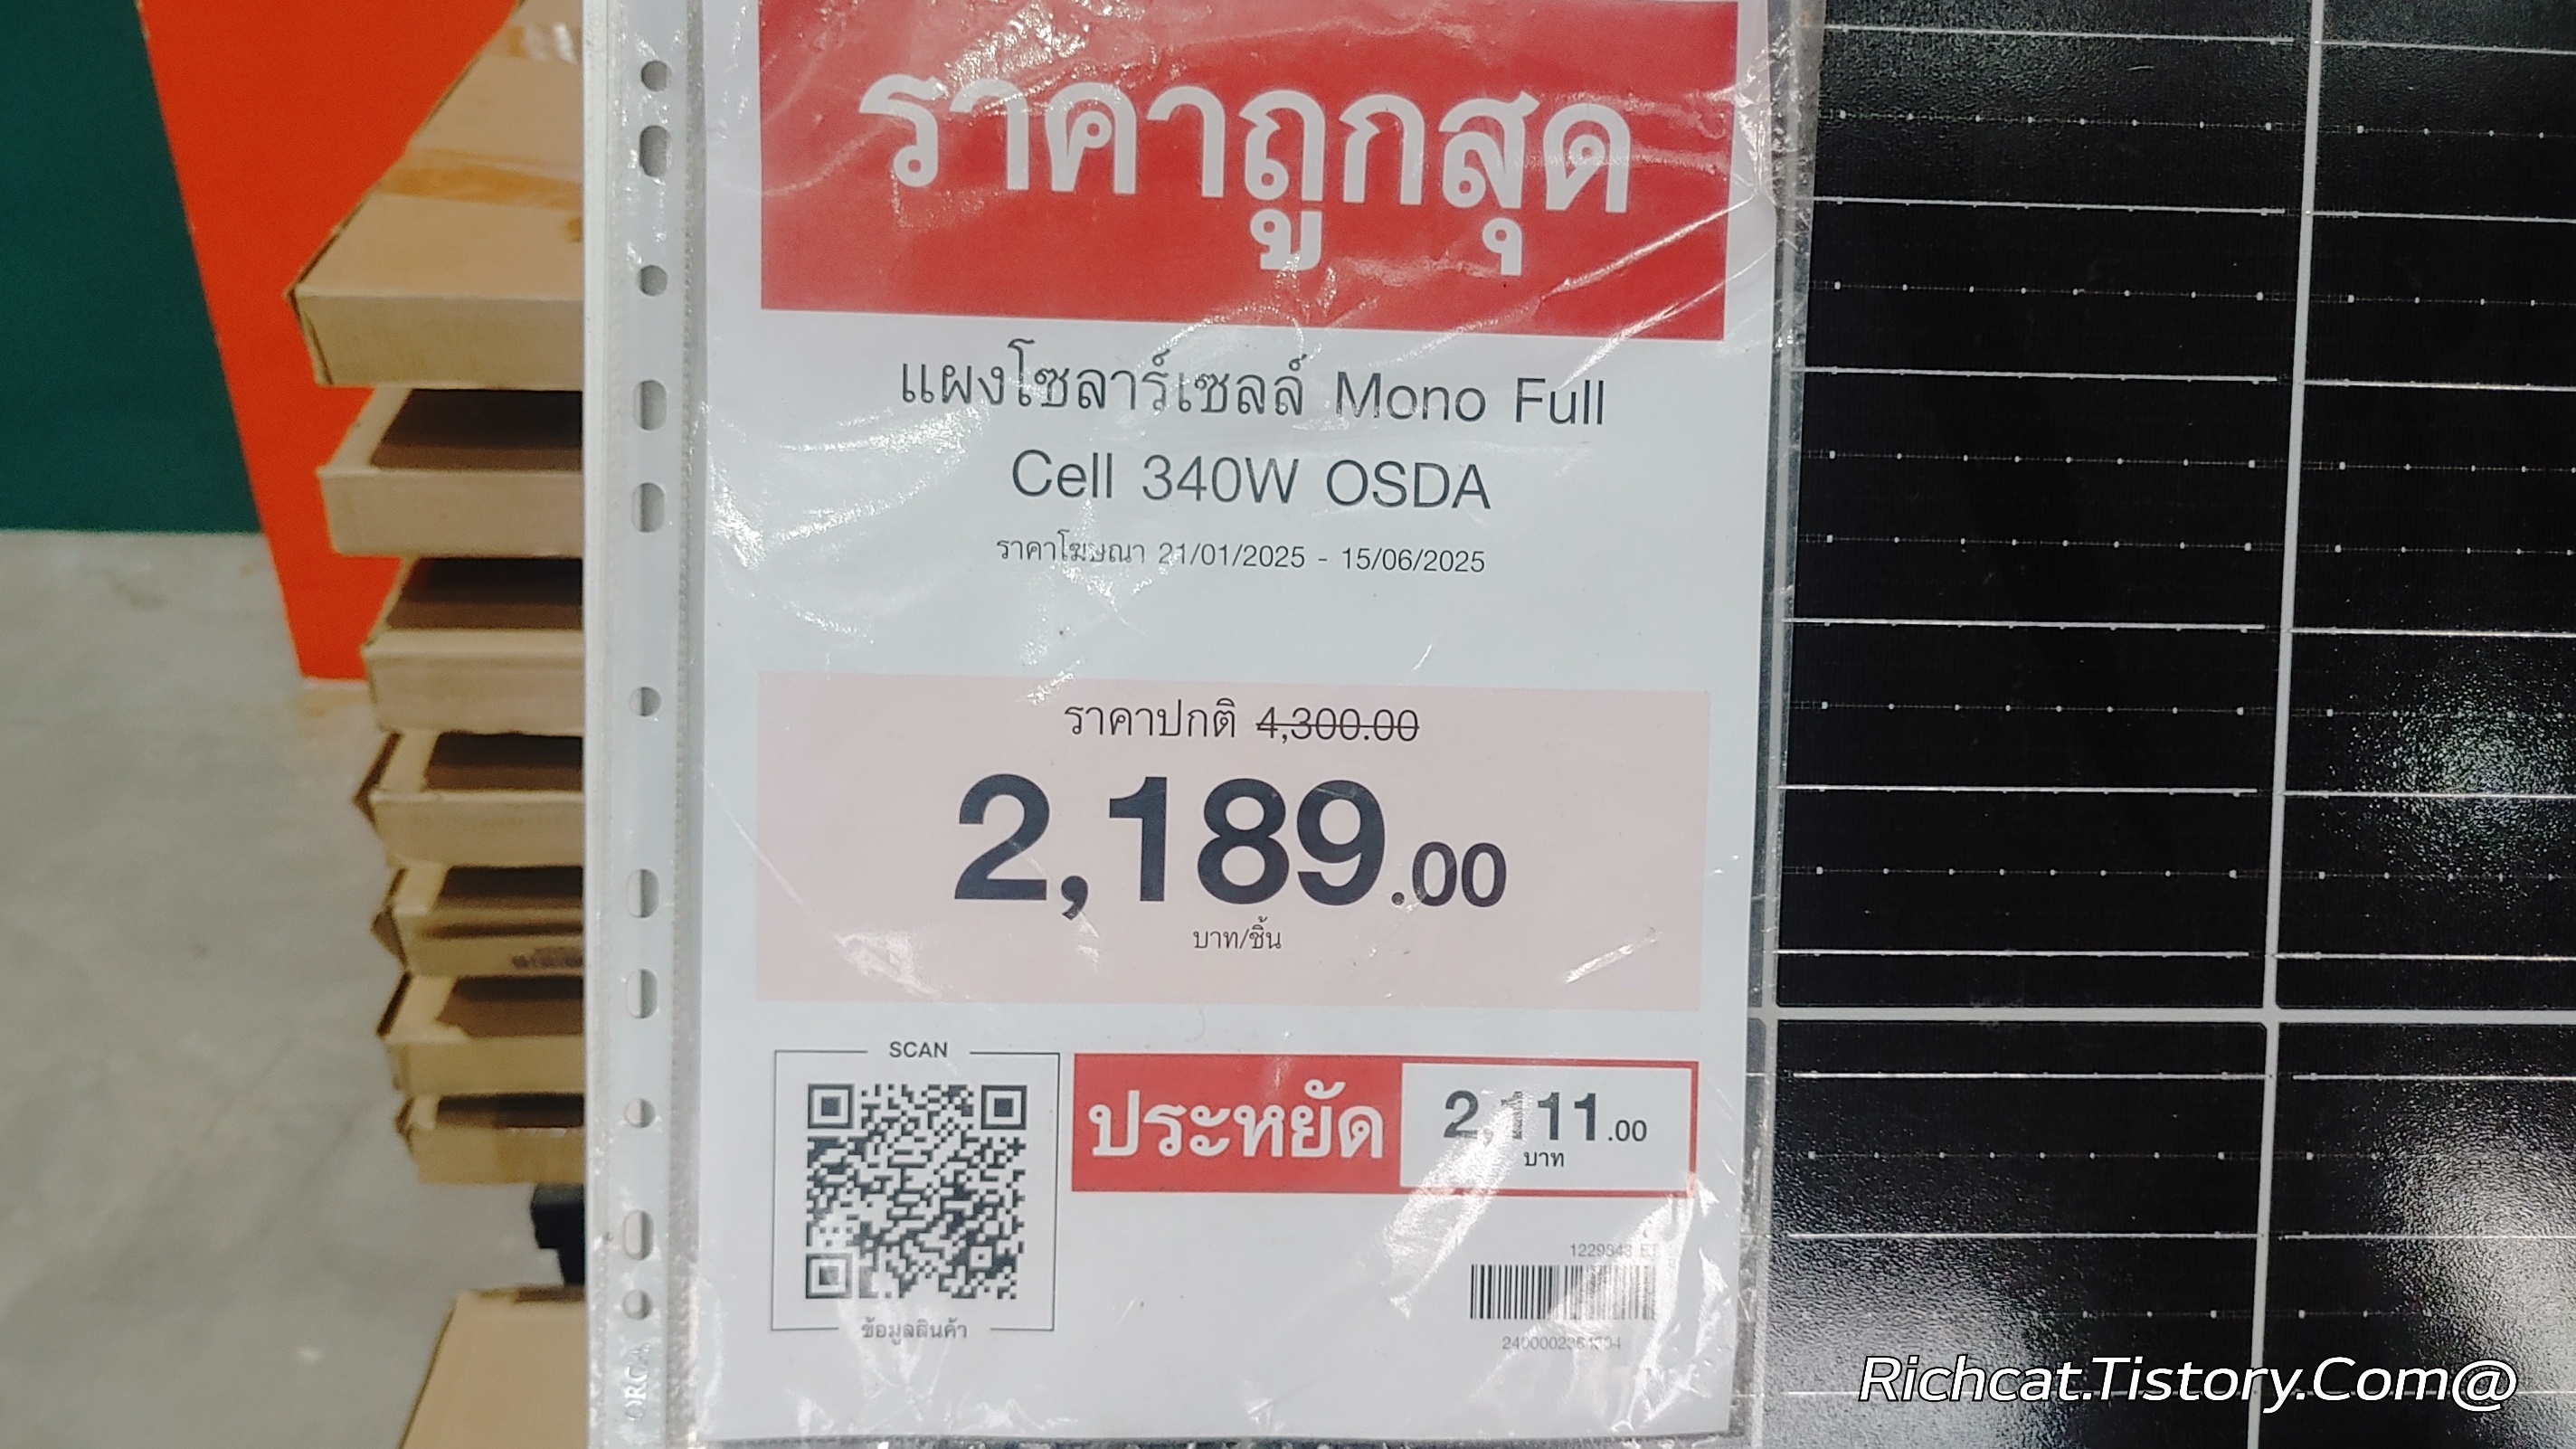 ราคาถูกสุด
แผงโซลาร์เซลล์ Mono Full
Cell 340W OSDA
ราคาโฆษณา 21/01/2025 - 15/06/2025
ราคาปกติ 4,300.00
2,189.00
บาท/ชิ้น
SCAN
ข้อมูลสินค้า
ประหยัด
2,111.00
บาท
ORCA
Richcat.Tistory.Com@